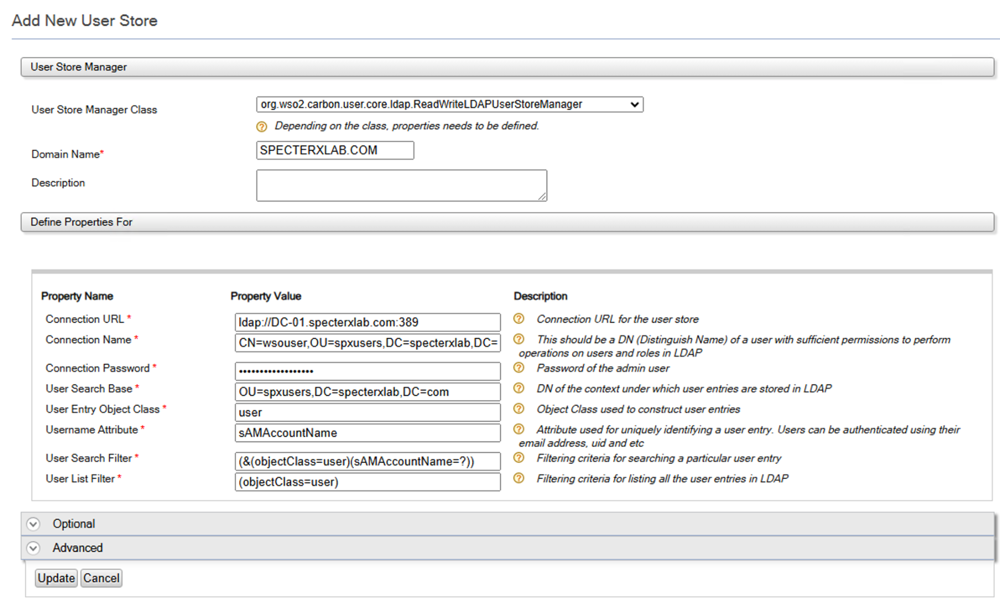 Add New User Store
User Store Manager
User Store Manager Class
org.wso2.carbon.user.core.ldap.ReadWriteLDAPUserStoreManager
Depending on the class, properties needs to be defined.
Domain Name*
SPECTERXLAB.COM
Description
Define Properties For
Property Name Property Value Description
Connection URL * ldap://DC-01.specterxlab.com:389 Connection URL for the user store
Connection Name * CN=wsouser,OU=spxusers,DC=specterxlab,DC= This should be a DN (Distinguish Name) of a user with sufficient permissions to perform
operations on users and roles in LDAP
Connection Password * •••••••••••••••••• Password of the admin user
User Search Base * OU=spxusers,DC=specterxlab,DC=com DN of the context under which user entries are stored in LDAP
User Entry Object Class * user Object Class used to construct user entries
Username Attribute * sAMAccountName Attribute used for uniquely identifying a user entry. Users can be authenticated using their
email address, uid and etc
User Search Filter * (&(objectClass=user)(sAMAccountName=?)) Filtering criteria for searching a particular user entry
User List Filter * (objectClass=user) Filtering criteria for listing all the user entries in LDAP
Optional
Advanced
Update Cancel